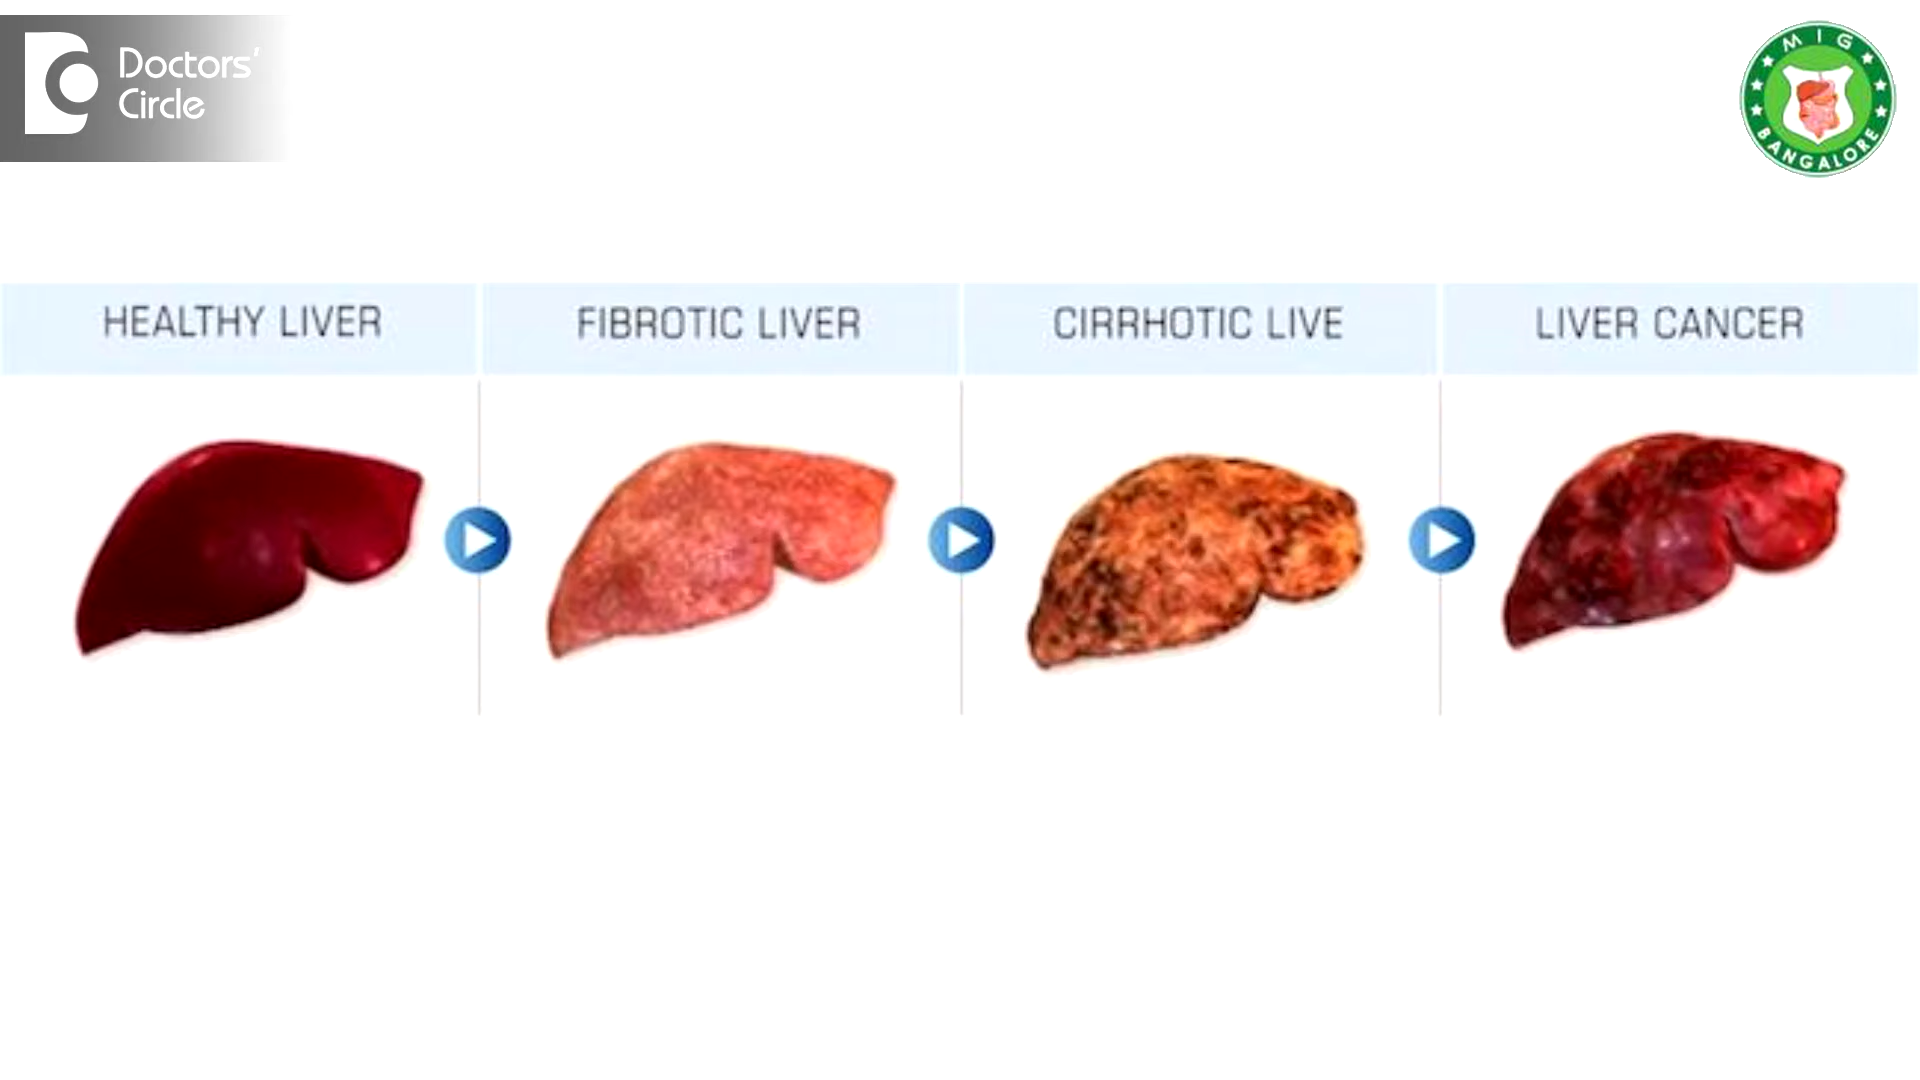 Doctors'
Circle
MIG
BANGALORE
HEALTHY LIVER
FIBROTIC LIVER
CIRRHOTIC LIVE
LIVER CANCER